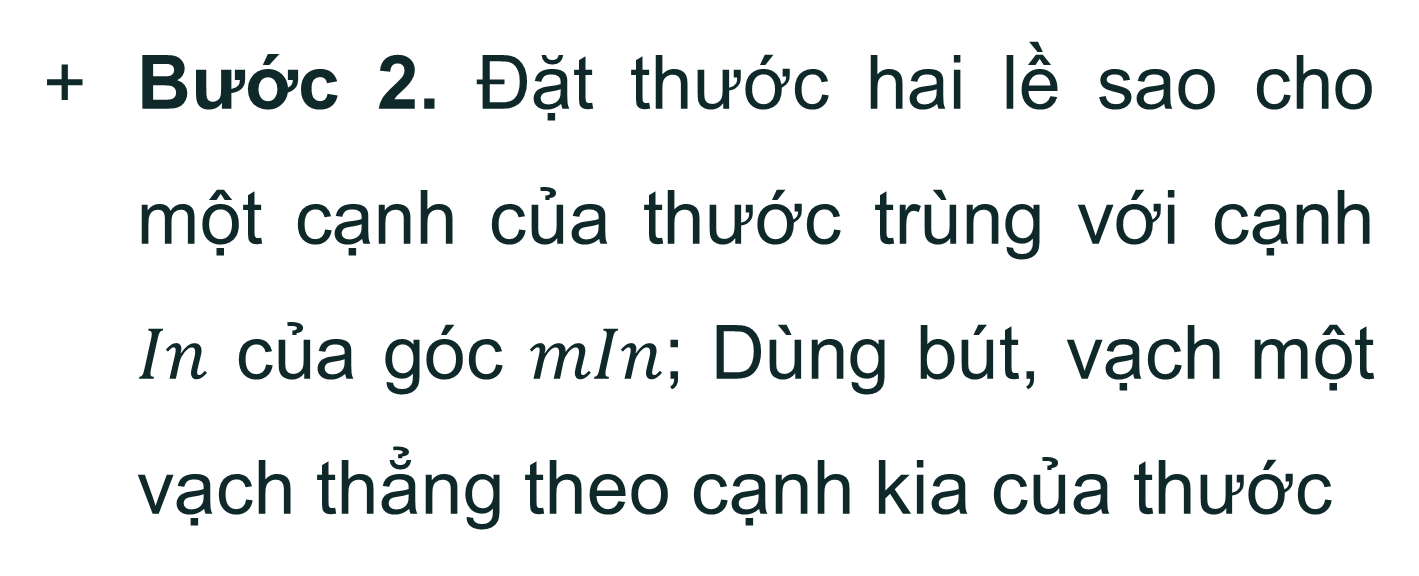 + Bước 2. Đặt thước hai lề sao cho
một cạnh của thước trùng với cạnh
In của góc mIn; Dùng bút, vạch một
vạch thẳng theo cạnh kia của thước